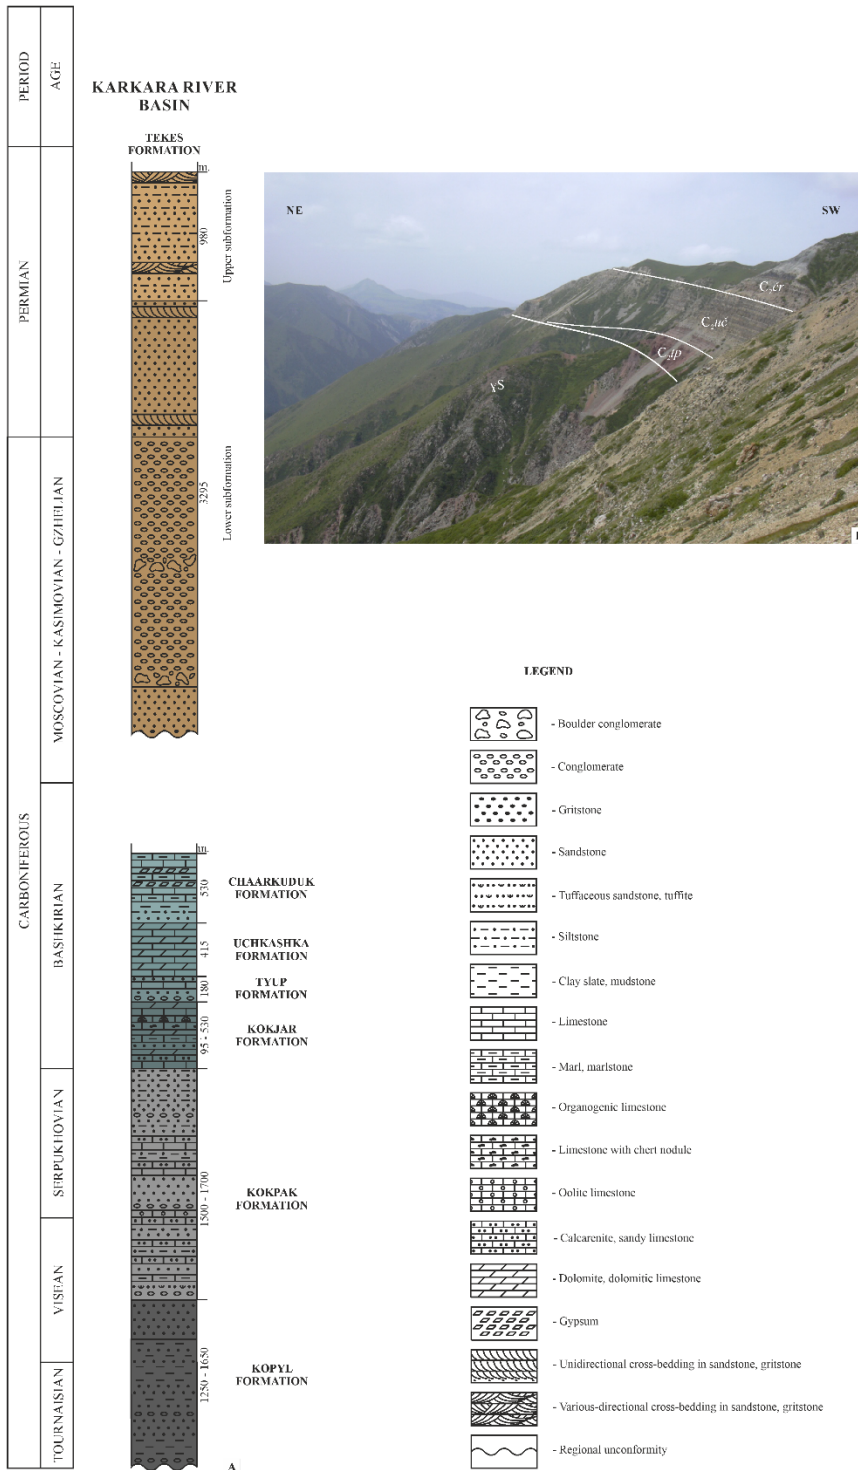 PERIOD
AGE
KARKARA RIVER
BASIN
TEKES
FORMATION
m.
PERMIAN
980
Upper subformation
3295
Lower subformation
CARBONIFEROUS
MOSCOVIAN - KASIMOVIAN - GZHELIAN
BASHKIRIAN
SERPUKHOVIAN
VISEAN
TOURNAISIAN
m.
530
CHAARKUDUK
FORMATION
415
UCHKASHKA
FORMATION
180
TYUP
FORMATION
95 - 530
KOKJAR
FORMATION
1500 - 1700
KOKPAK
FORMATION
1250 - 1650
KOPYL
FORMATION
A
NE
SW
C₂čr
C₂uč
C₂tp
γS
LEGEND
- Boulder conglomerate
- Conglomerate
- Gritstone
- Sandstone
- Tuffaceous sandstone, tuffite
- Siltstone
- Clay slate, mudstone
- Limestone
- Marl, marlstone
- Organogenic limestone
- Limestone with chert nodule
- Oolitic limestone
- Calcarenite, sandy limestone
- Dolomite, dolomitic limestone
- Gypsum
- Unidirectional cross-bedding in sandstone, gritstone
- Various-directional cross-bedding in sandstone, gritstone
- Regional unconformity